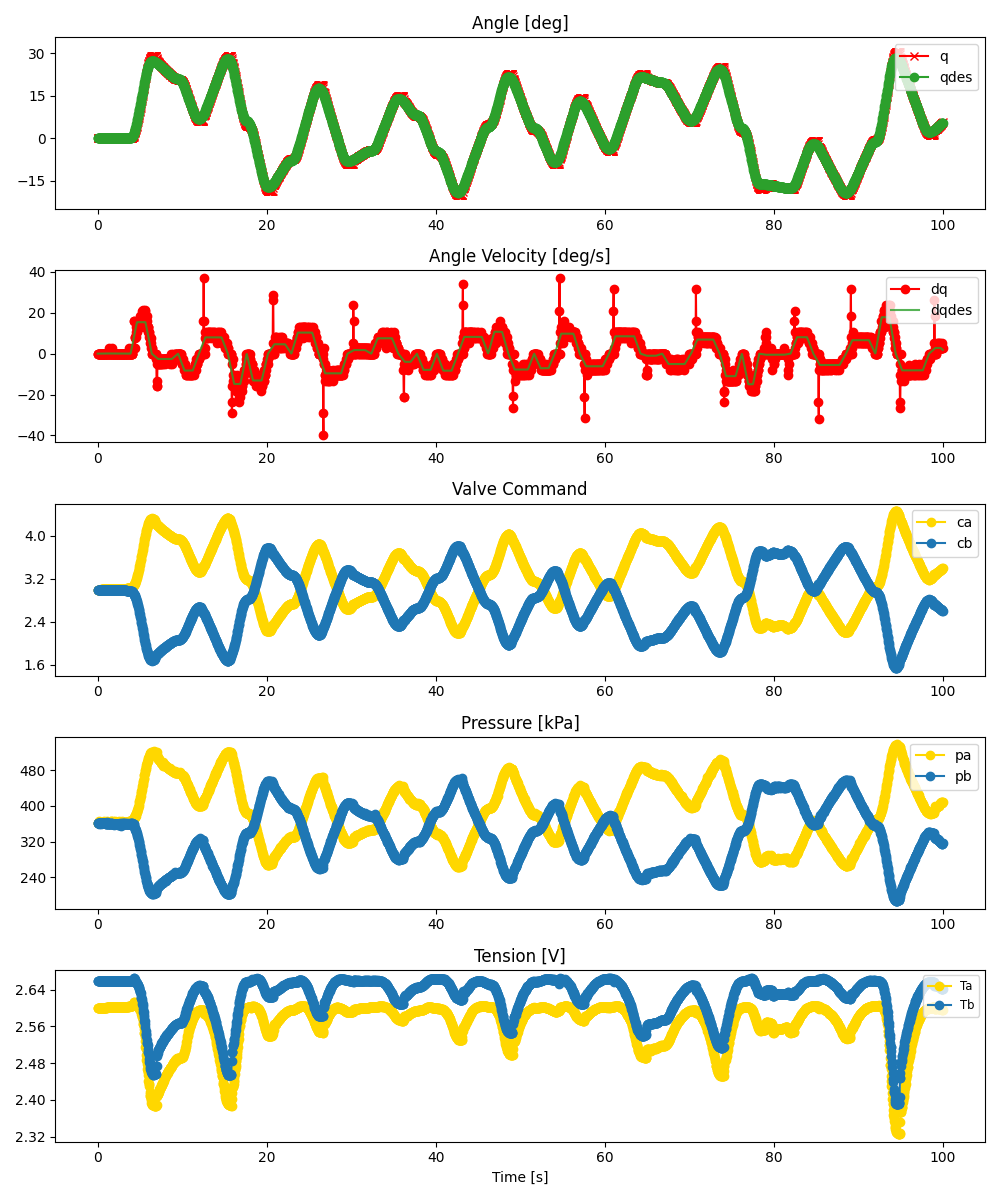 Angle [deg]
30
15
0
−15
q
qdes
0 20 40 60 80 100
Angle Velocity [deg/s]
40
20
0
−20
−40
dq
dqdes
0 20 40 60 80 100
Valve Command
4.0
3.2
2.4
1.6
ca
cb
0 20 40 60 80 100
Pressure [kPa]
480
400
320
240
pa
pb
0 20 40 60 80 100
Tension [V]
2.64
2.56
2.48
2.40
2.32
Ta
Tb
0 20 40 60 80 100
Time [s]